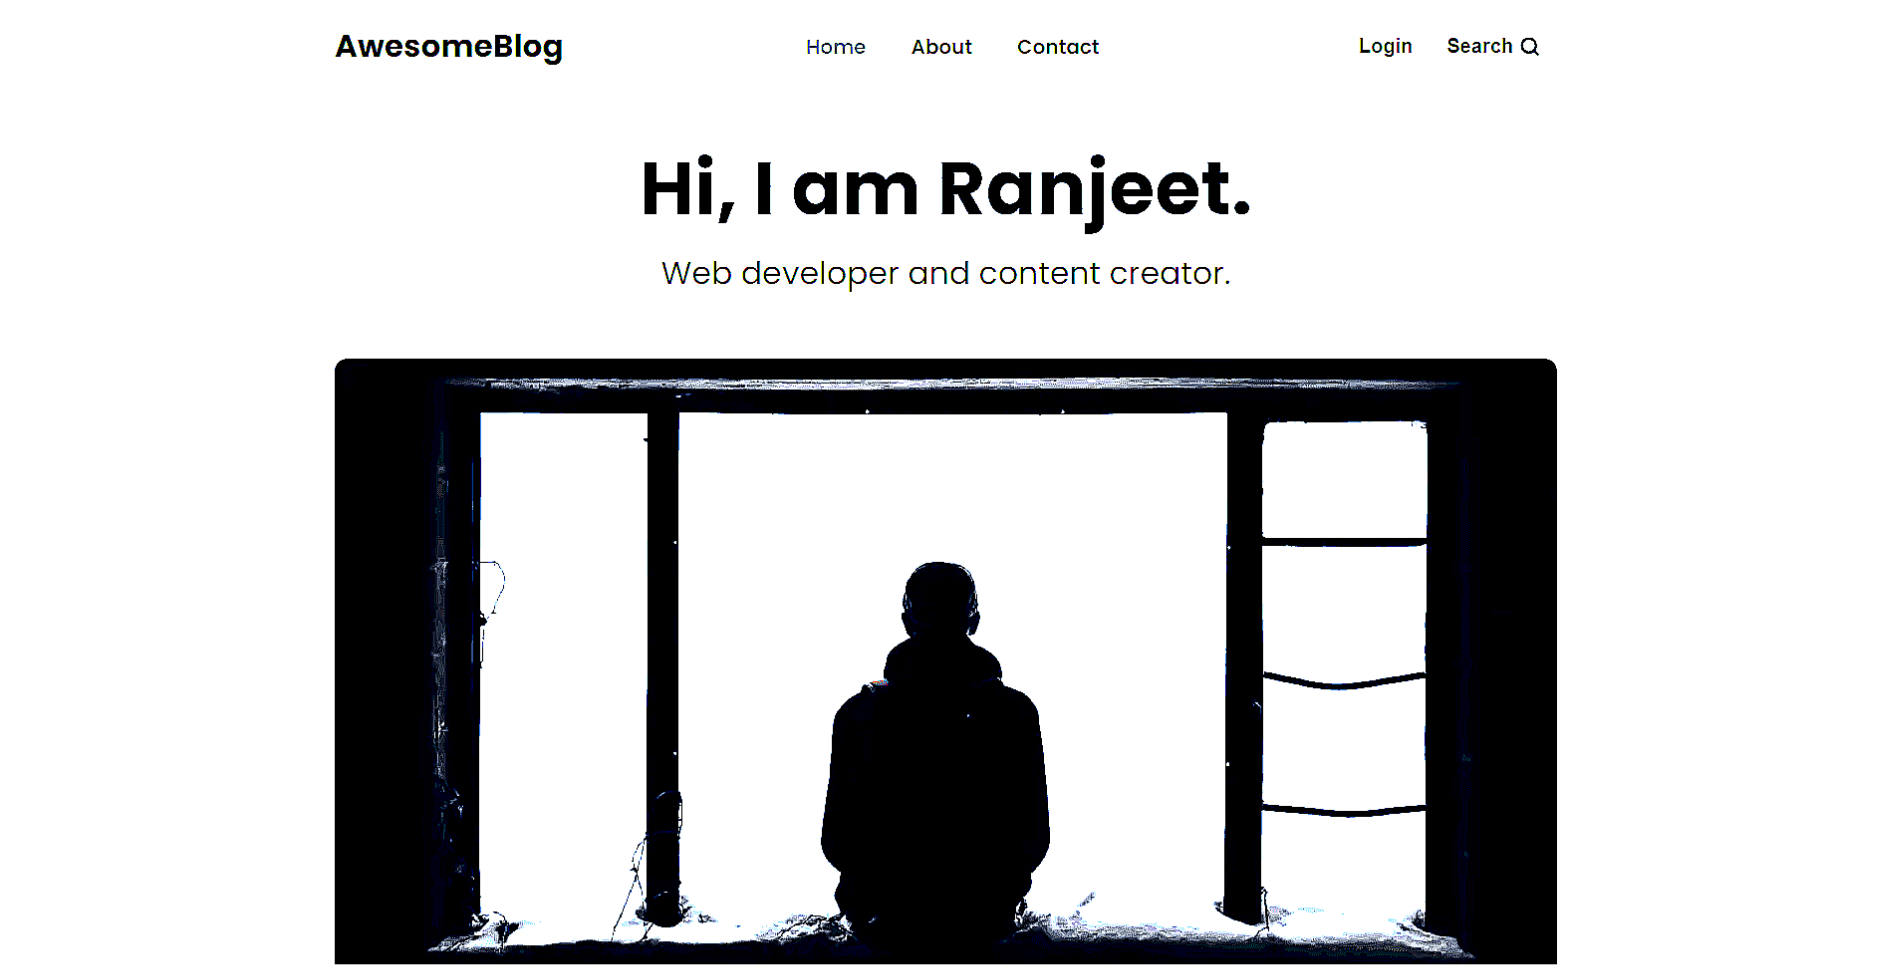 AwesomeBlog Home About Contact Login Search
Hi, I am Ranjeet.
Web developer and content creator.